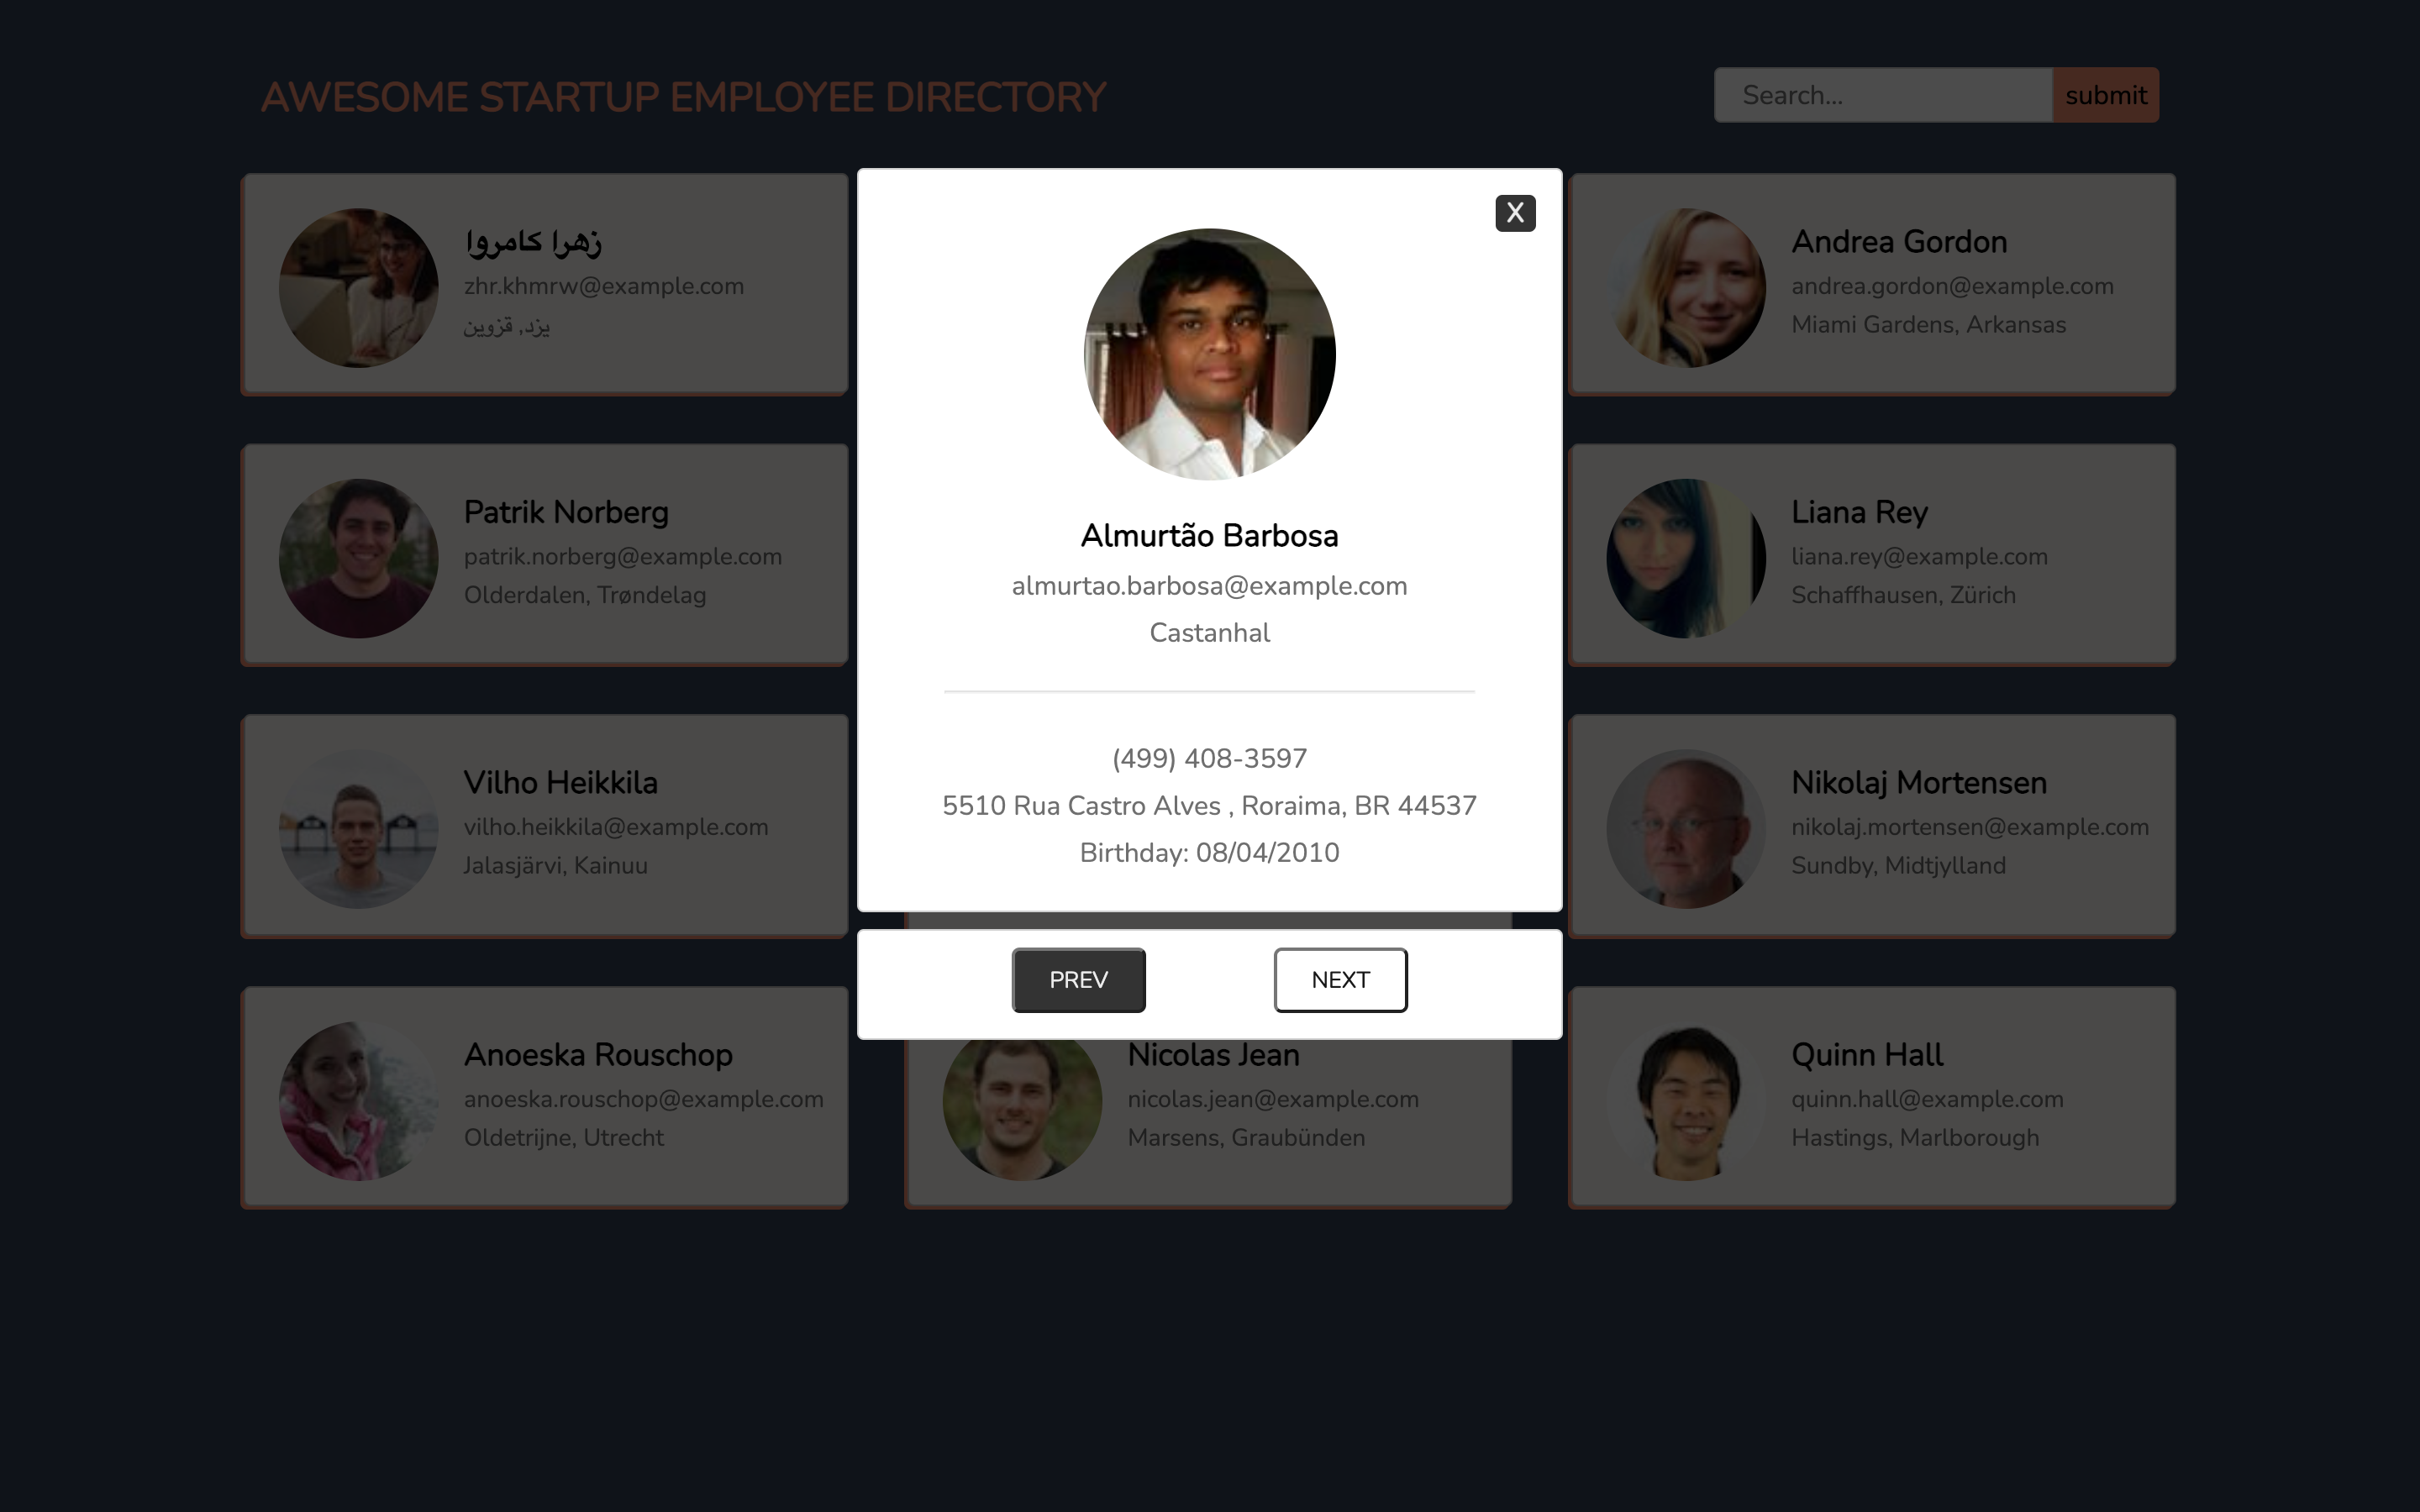 AWESOME STARTUP EMPLOYEE DIRECTORY
Search...
submit
زهرا کامروا
zhr.khmrw@example.com
یزد, قزوین
Andrea Gordon
andrea.gordon@example.com
Miami Gardens, Arkansas
Patrik Norberg
patrik.norberg@example.com
Olderdalen, Trøndelag
Liana Rey
liana.rey@example.com
Schaffhausen, Zürich
Vilho Heikkila
vilho.heikkila@example.com
Jalasjärvi, Kainuu
Nikolaj Mortensen
nikolaj.mortensen@example.com
Sundby, Midtjylland
Anoeska Rouschop
anoeska.rouschop@example.com
Oldetrijne, Utrecht
Nicolas Jean
nicolas.jean@example.com
Marsens, Graubünden
Quinn Hall
quinn.hall@example.com
Hastings, Marlborough
X
Almurtão Barbosa
almurtao.barbosa@example.com
Castanhal
(499) 408-3597
5510 Rua Castro Alves , Roraima, BR 44537
Birthday: 08/04/2010
PREV
NEXT